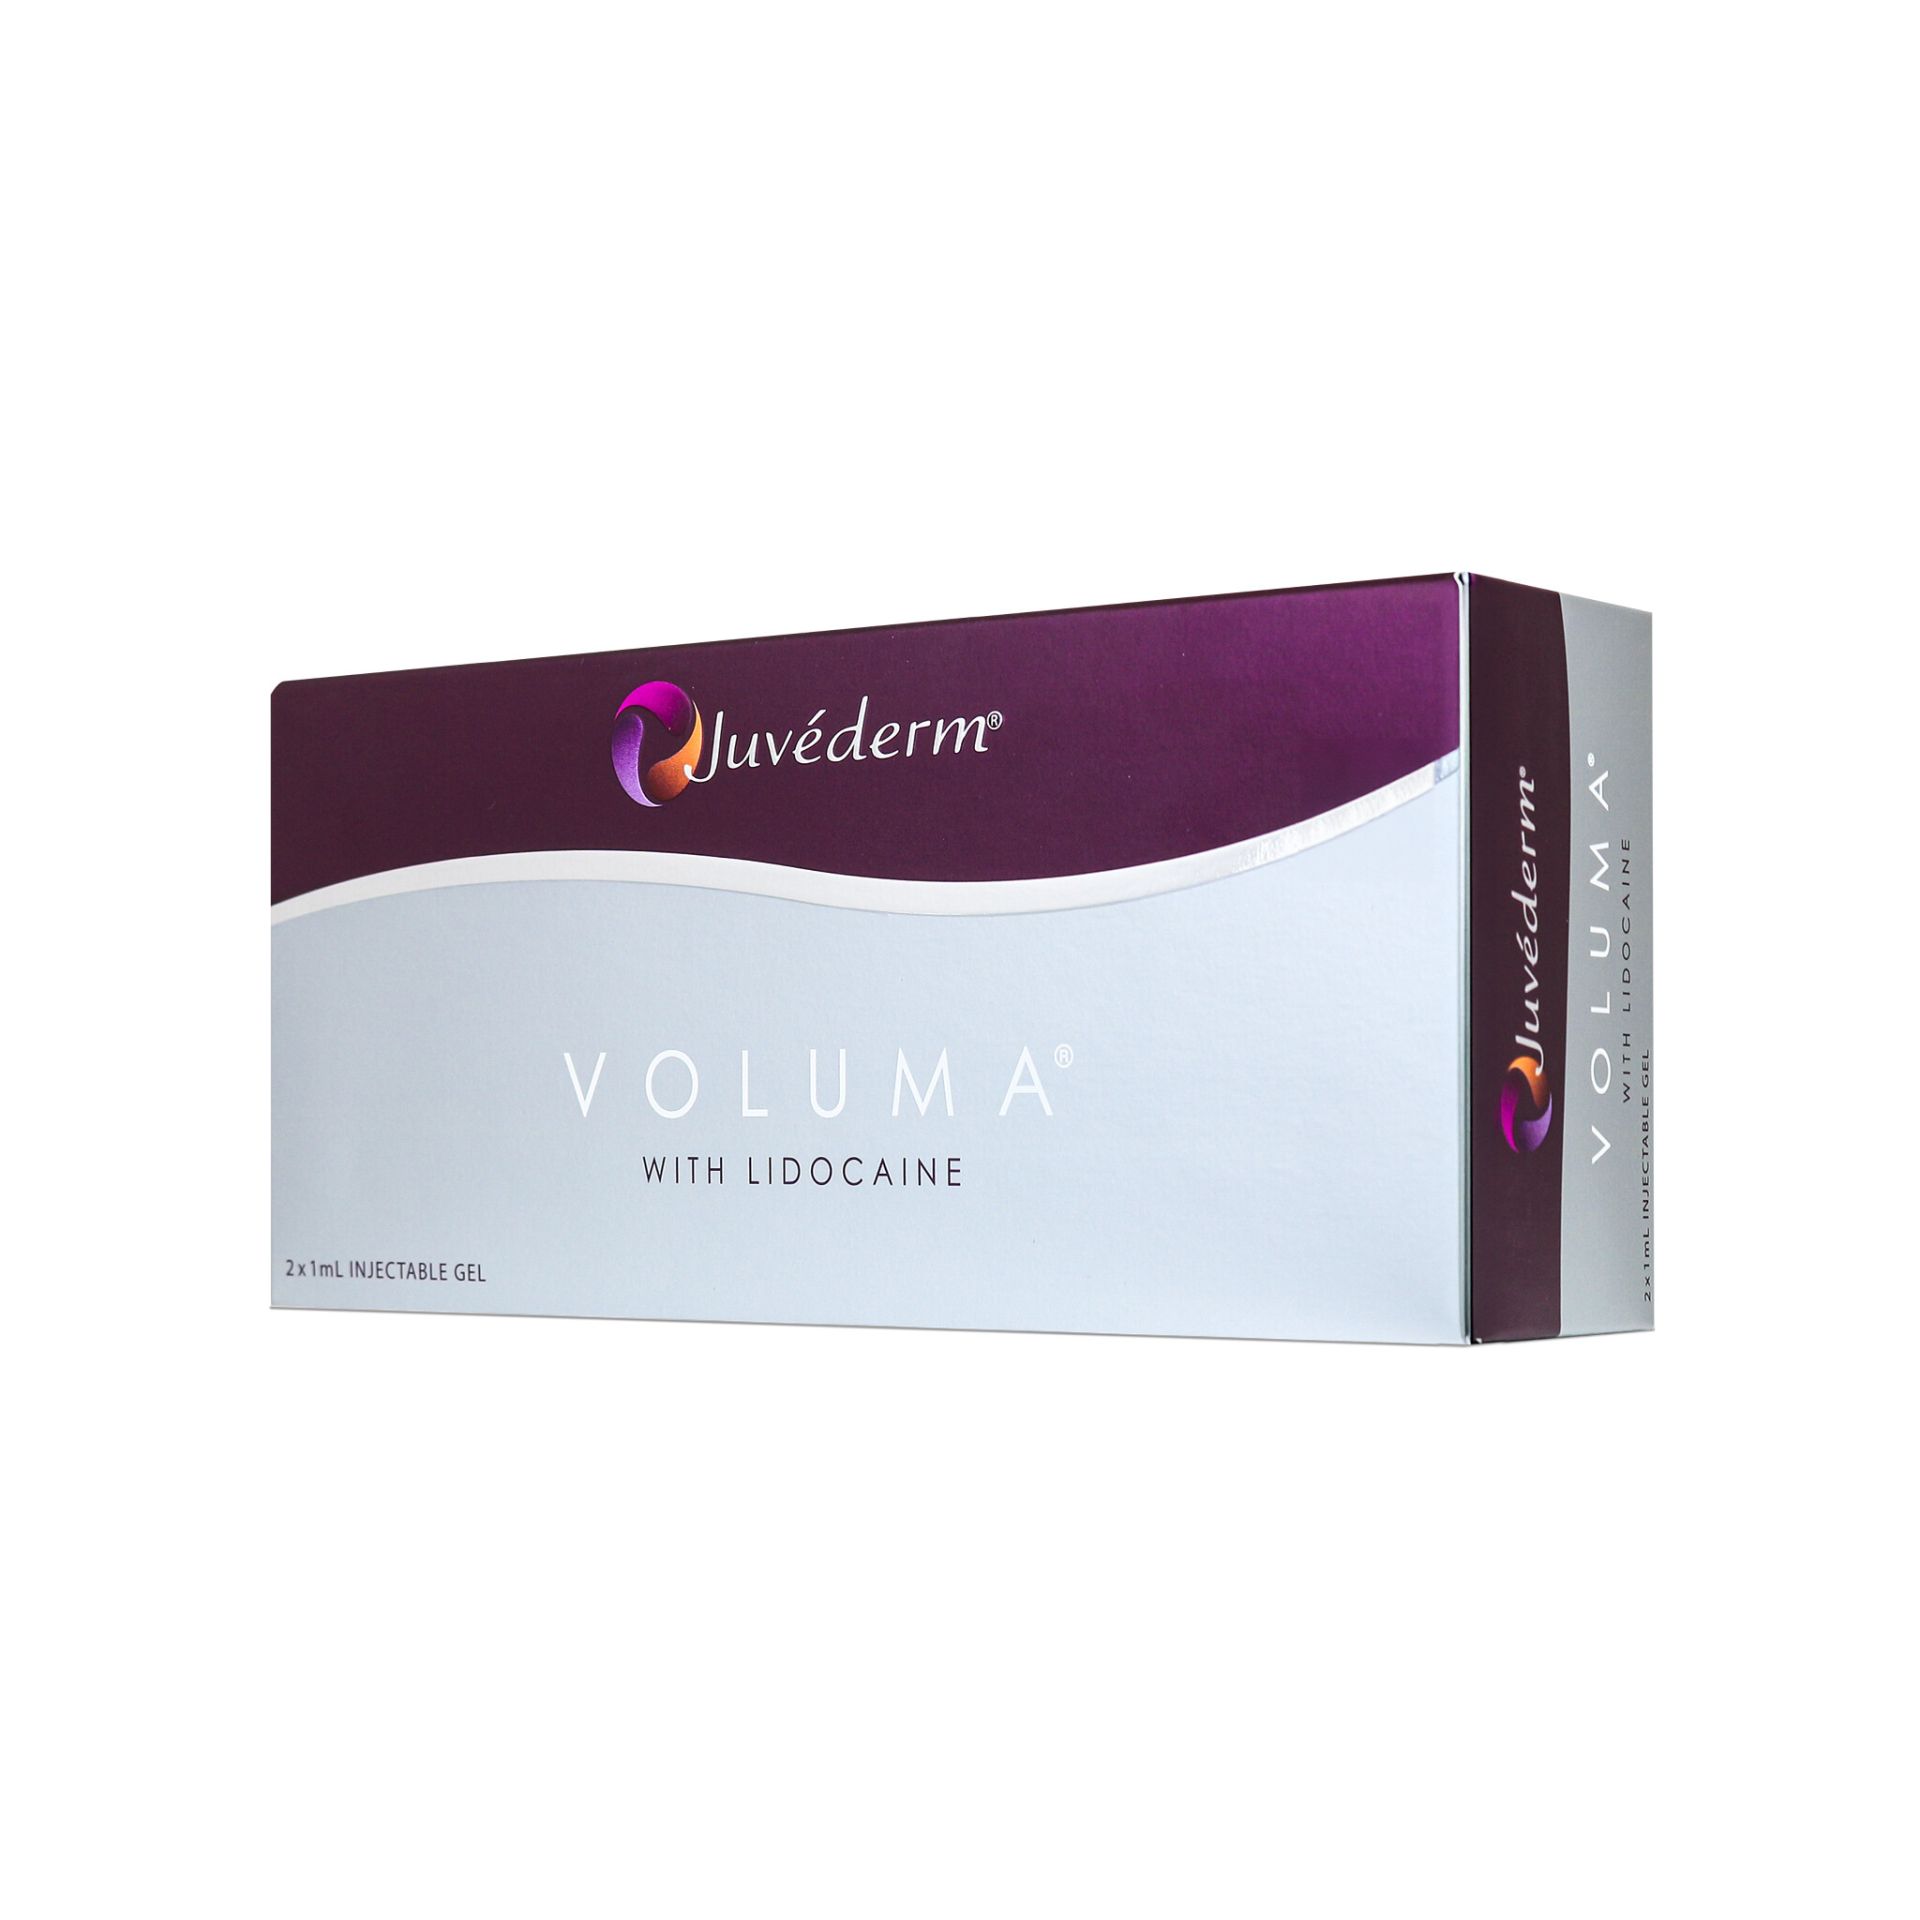 Juvéderm®
VOLUMA®
WITH LIDOCAINE
2 x 1mL INJECTABLE GEL
Juvéderm®
VOLUMA®
WITH LIDOCAINE
2 x 1mL INJECTABLE GEL